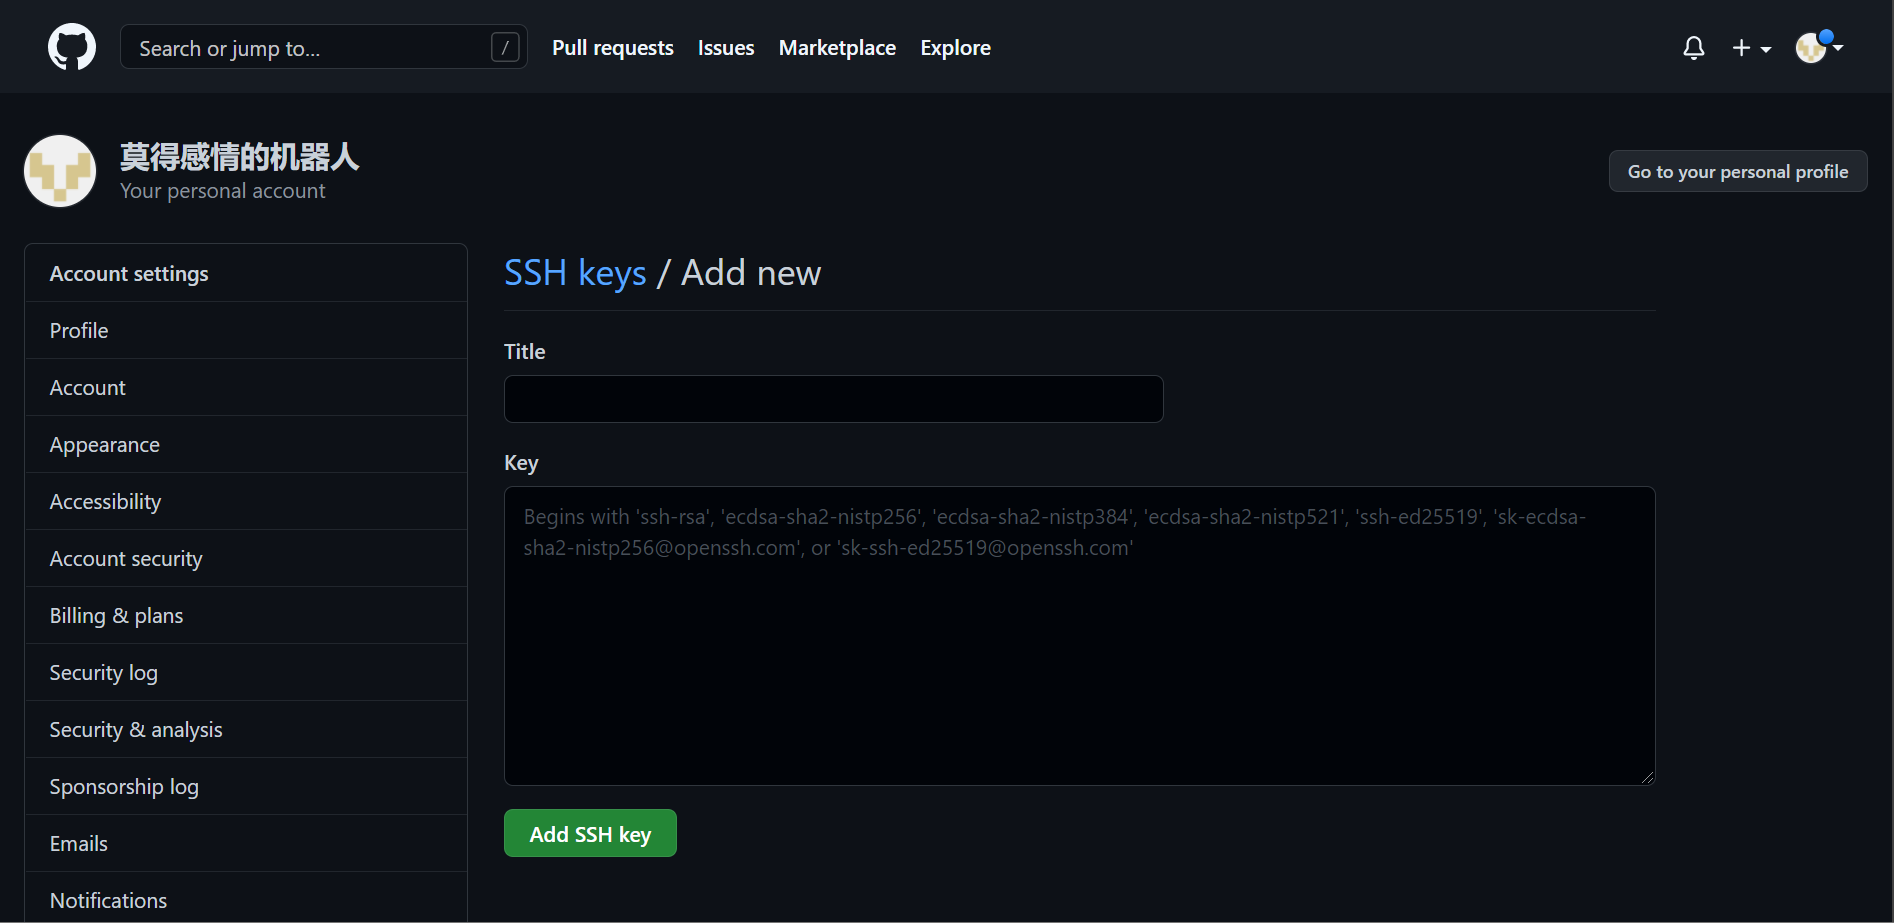 Search or jump to...
/
Pull requests
Issues
Marketplace
Explore
莫得感情的机器人
Your personal account
Go to your personal profile
Account settings
Profile
Account
Appearance
Accessibility
Account security
Billing & plans
Security log
Security & analysis
Sponsorship log
Emails
Notifications
SSH keys / Add new
Title
Key
Begins with 'ssh-rsa', 'ecdsa-sha2-nistp256', 'ecdsa-sha2-nistp384', 'ecdsa-sha2-nistp521', 'ssh-ed25519', 'sk-ecdsa-
sha2-nistp256@openssh.com', or 'sk-ssh-ed25519@openssh.com'
Add SSH key